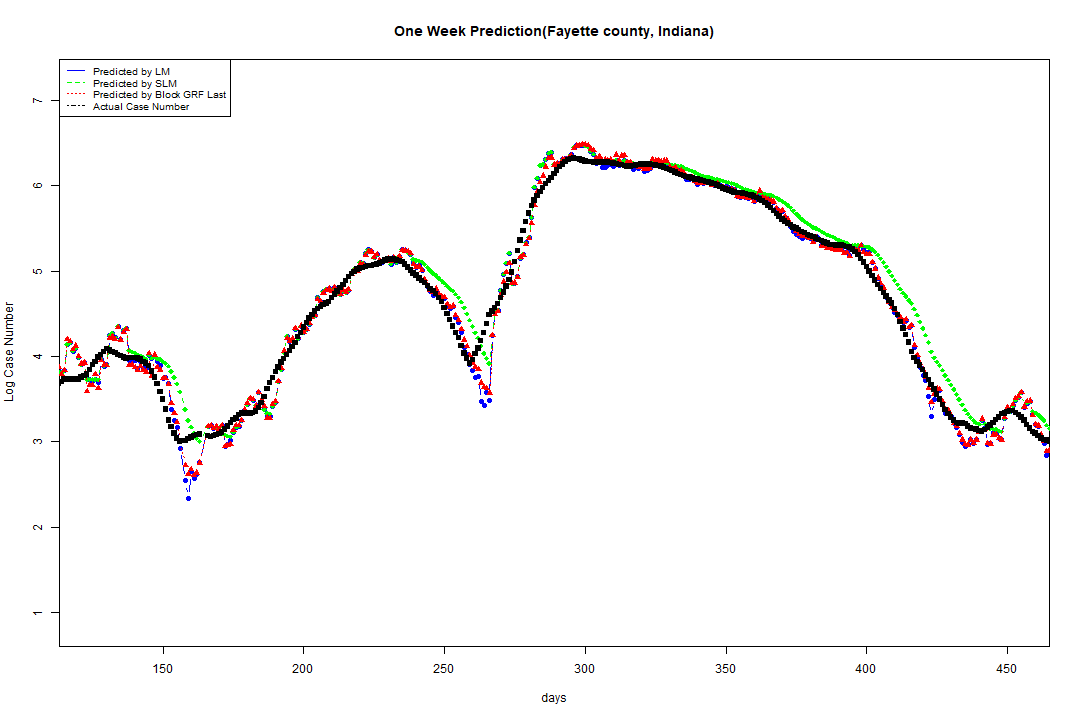 One Week Prediction(Fayette county, Indiana)
Predicted by LM
Predicted by SLM
Predicted by Block GRF Last
Actual Case Number
7
6
5
4
3
2
1
Log Case Number
150 200 250 300 350 400 450
days